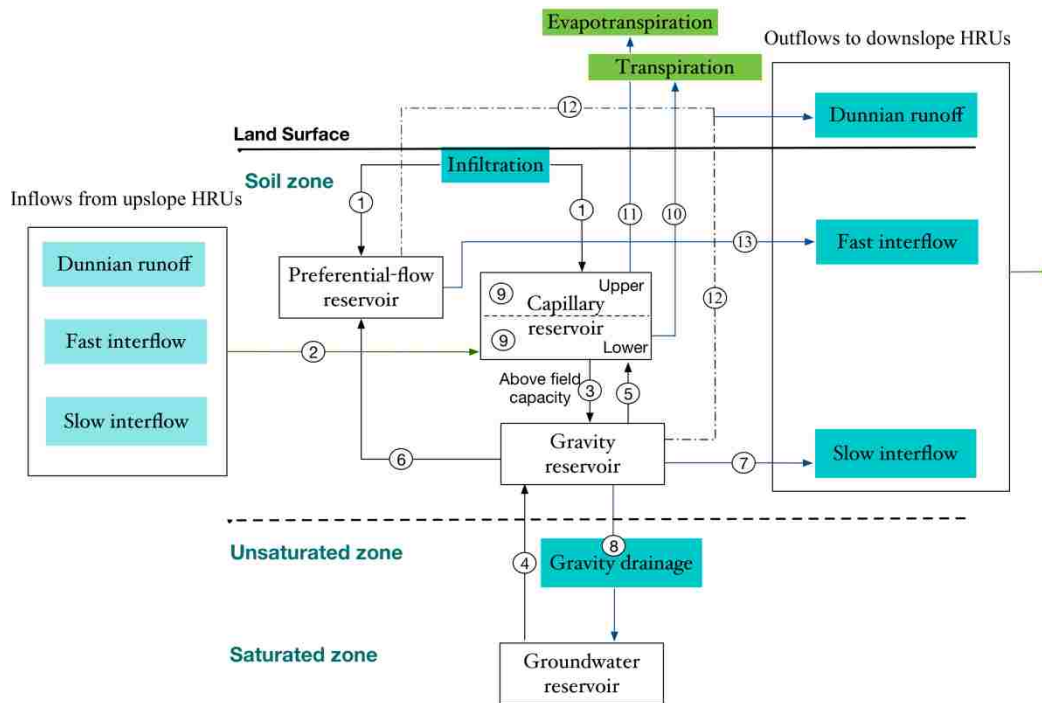 Evapotranspiration
Transpiration
Outflows to downslope HRUs
Dunnian runoff
12
Land Surface
Infiltration
Soil zone
Inflows from upslope HRUs
1
1
11
10
Dunnian runoff
Preferential-flow
reservoir
13
Fast interflow
9
Upper
Capillary
reservoir
9
Lower
12
Fast interflow
2
Above field
capacity
3
5
Slow interflow
Gravity
reservoir
6
7
Slow interflow
Unsaturated zone
4
8
Gravity drainage
Saturated zone
Groundwater
reservoir